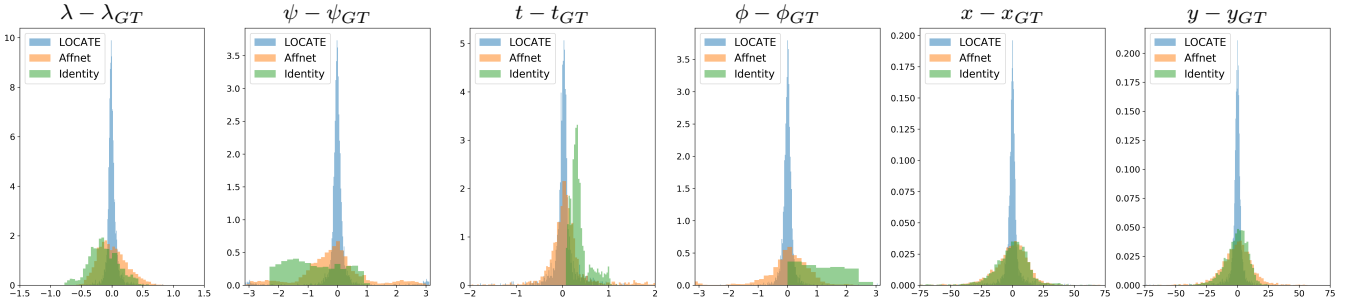 λ − λ_GT
10
8
6
4
2
0
−1.5 −1.0 −0.5 0.0 0.5 1.0 1.5
LOCATE
Affnet
Identity
ψ − ψ_GT
3.5
3.0
2.5
2.0
1.5
1.0
0.5
0.0
−3 −2 −1 0 1 2 3
LOCATE
Affnet
Identity
t − t_GT
5
4
3
2
1
0
−2 −1 0 1 2
LOCATE
Affnet
Identity
ϕ − ϕ_GT
4.0
3.5
3.0
2.5
2.0
1.5
1.0
0.5
0.0
−3 −2 −1 0 1 2 3
LOCATE
Affnet
Identity
x − x_GT
0.200
0.175
0.150
0.125
0.100
0.075
0.050
0.025
0.000
−75 −50 −25 0 25 50 75
LOCATE
Affnet
Identity
y − y_GT
0.200
0.175
0.150
0.125
0.100
0.075
0.050
0.025
0.000
−75 −50 −25 0 25 50 75
LOCATE
Affnet
Identity